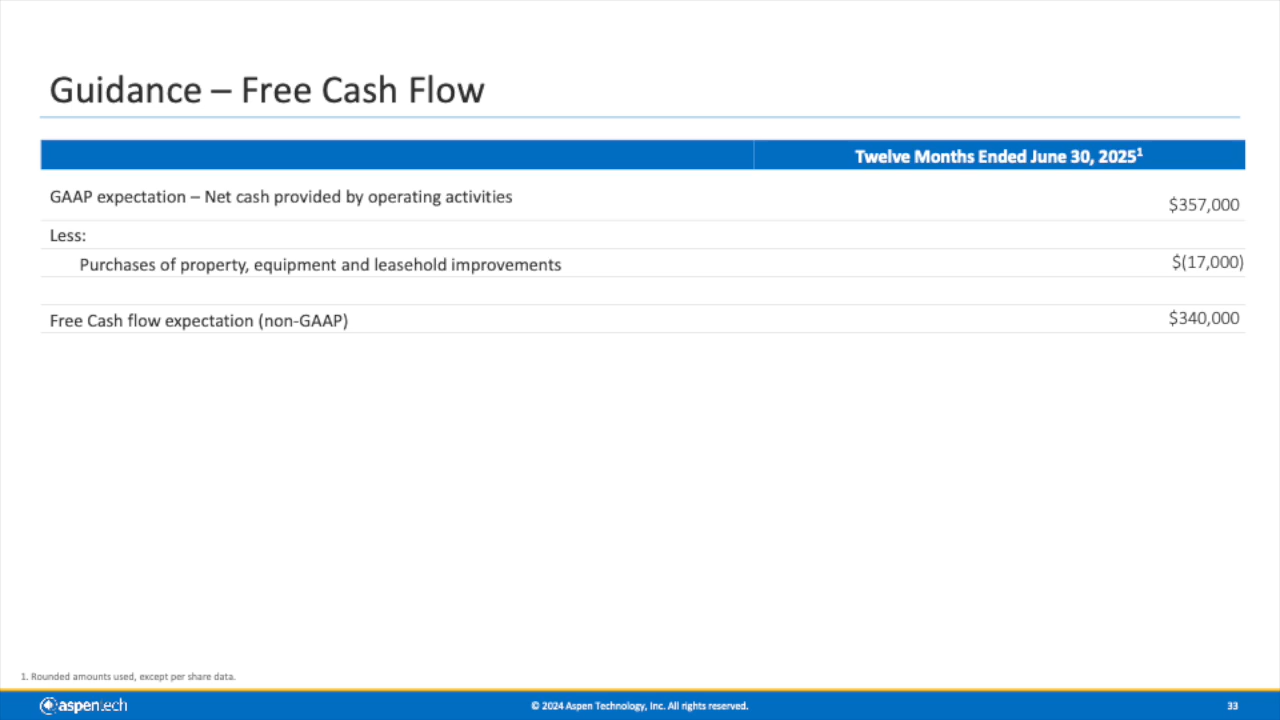 Guidance – Free Cash Flow
Twelve Months Ended June 30, 2025¹
GAAP expectation – Net cash provided by operating activities $357,000
Less:
Purchases of property, equipment and leasehold improvements $(17,000)
Free Cash flow expectation (non-GAAP) $340,000
1. Rounded amounts used, except per share data.
aspentech © 2024 Aspen Technology, Inc. All rights reserved. 33